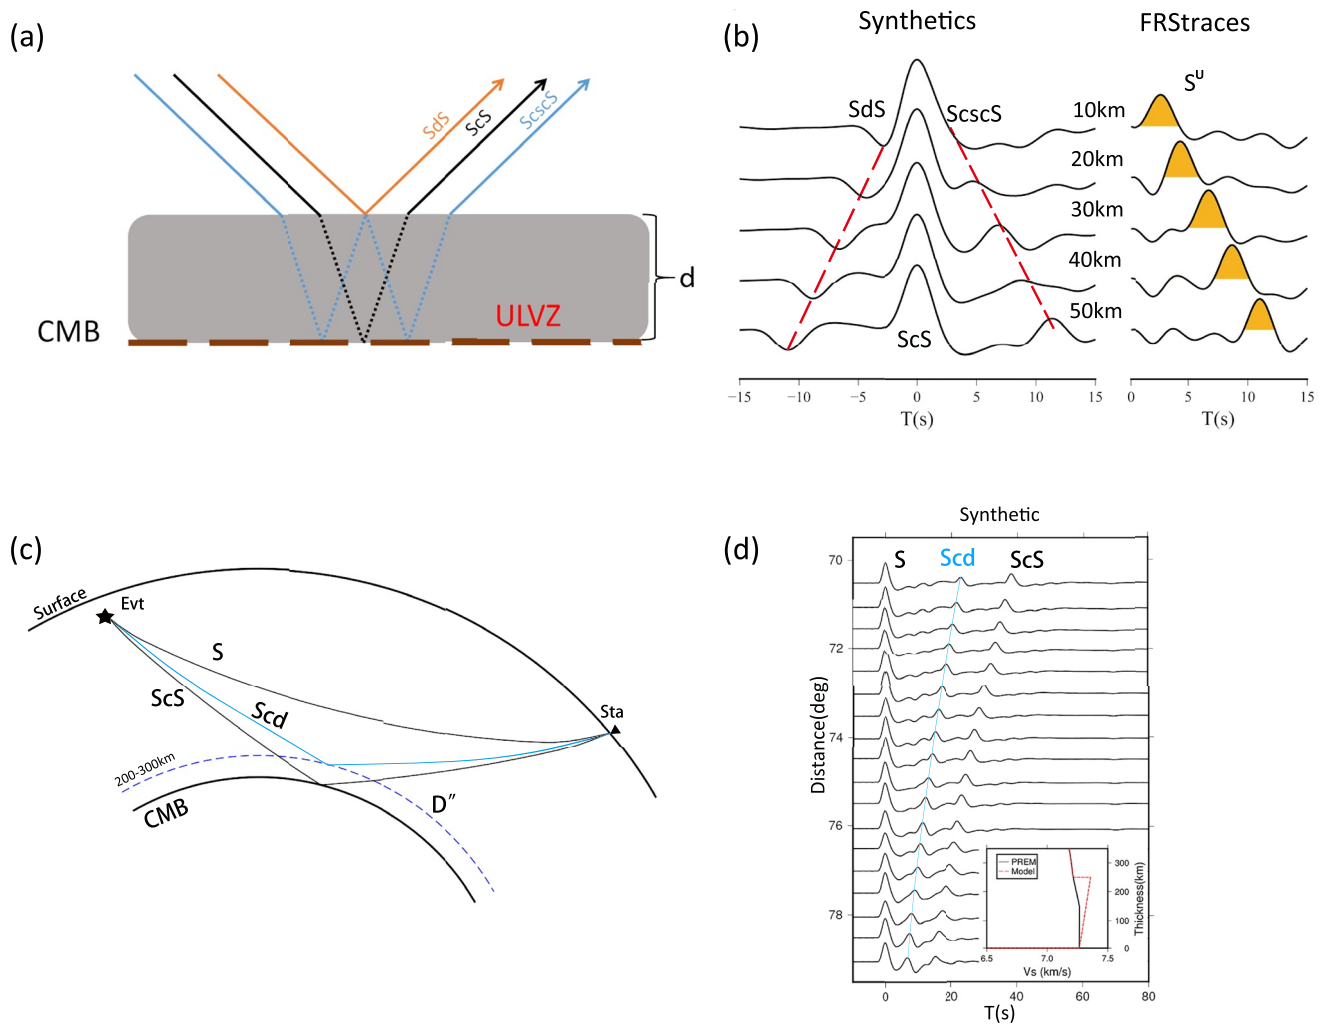 (a)
SdS
ScS
ScscS
CMB
ULVZ
d
(b)
Synthetics
FRStraces
SdS
ScscS
S^U
10km
20km
30km
40km
50km
ScS
−15
−10
−5
0
5
10
15
T(s)
0
5
10
15
T(s)
(c)
Surface
Evt
S
ScS
Scd
Sta
200-300km
CMB
D″
(d)
Synthetic
S
Scd
ScS
70
72
74
76
78
Distance(deg)
PREM
Model
300
200
100
0
Thickness(km)
6.5
7.0
7.5
Vs (km/s)
0
20
40
60
80
T(s)